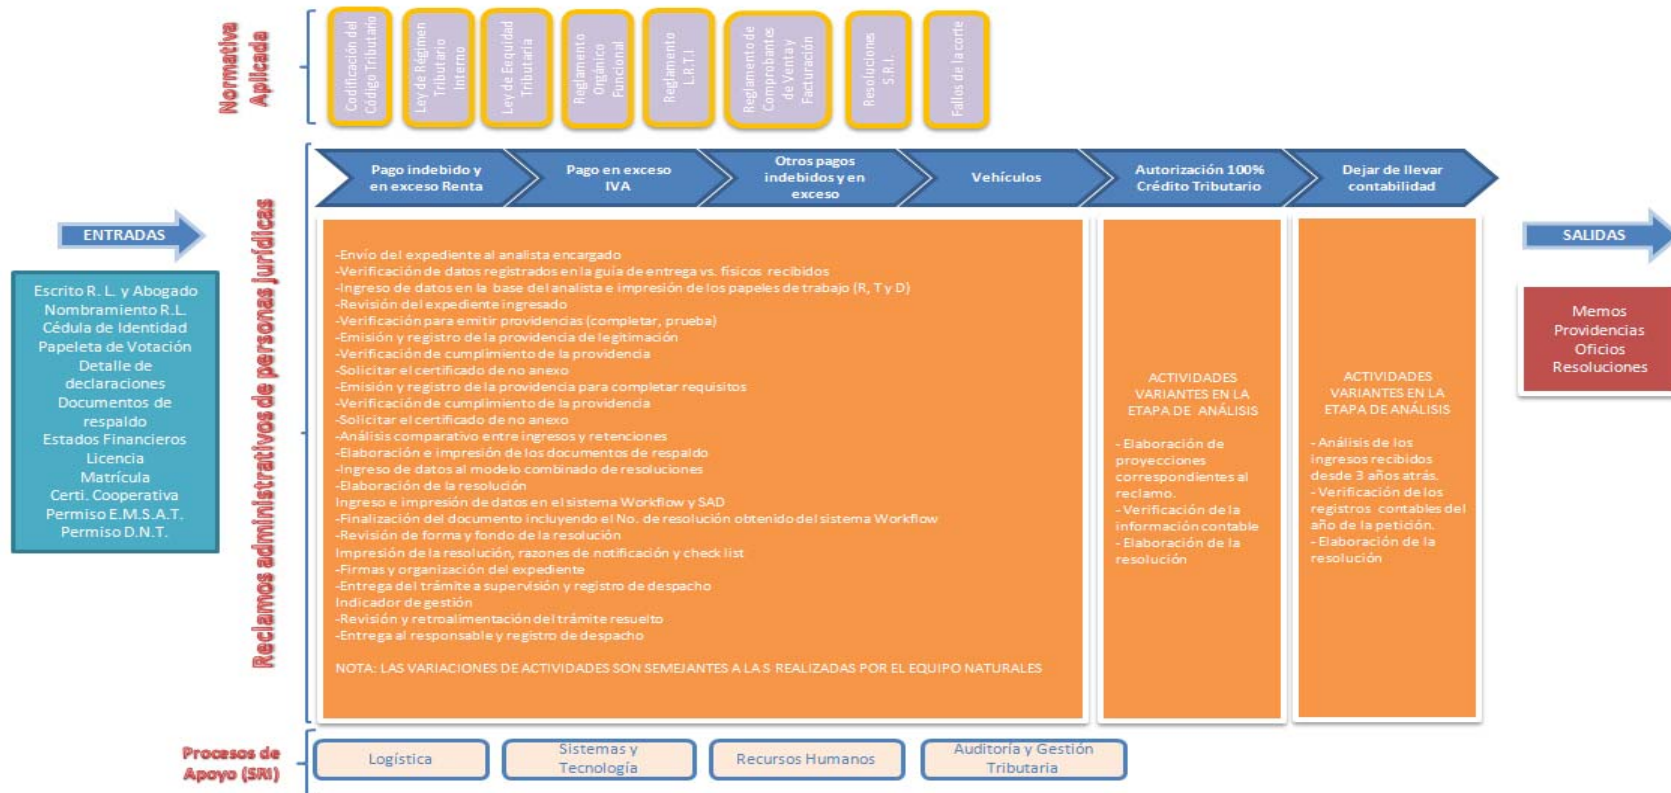 Normativa
Aplicada
Codificación del
Código Tributario
Ley de Régimen
Tributario
Interno
Ley de Eequidad
Tributaria
Reglamento
Orgánico
Funcional
Reglamento
L.R.T.I
Reglamento de
Comprobantes
de Venta y
Facturación
Resoluciones
S.R.I.
Fallos de la corte
Reclamos administrativos de personas jurídicas
Pago indebido y
en exceso Renta
Pago en exceso
IVA
Otros pagos
indebidos y en
exceso
Vehículos
Autorización 100%
Crédito Tributario
Dejar de llevar
contabilidad
ENTRADAS
Escrito R. L. y Abogado
Nombramiento R.L.
Cédula de Identidad
Papeleta de Votación
Detalle de
declaraciones
Documentos de
respaldo
Estados Financieros
Licencia
Matrícula
Certi. Cooperativa
Permiso E.M.S.A.T.
Permiso D.N.T.
-Envío del expediente al analista encargado
-Verificación de datos registrados en la guía de entrega vs. físicos recibidos
-Ingreso de datos en la base del analista e impresión de los papeles de trabajo (R, T y D)
-Revisión del expediente ingresado
-Verificación para emitir providencias (completar, prueba)
-Emisión y registro de la providencia de legitimación
-Verificación de cumplimiento de la providencia
-Solicitar el certificado de no anexo
-Emisión y registro de la providencia para completar requisitos
-Verificación de cumplimiento de la providencia
-Solicitar el certificado de no anexo
-Análisis comparativo entre ingresos y retenciones
-Elaboración e impresión de los documentos de respaldo
-Ingreso de datos al modelo combinado de resoluciones
-Elaboración de la resolución
Ingreso e impresión de datos en el sistema Workflow y SAD
-Finalización del documento incluyendo el No. de resolución obtenido del sistema Workflow
-Revisión de forma y fondo de la resolución
Impresión de la resolución, razones de notificación y check list
-Firmas y organización del expediente
-Entrega del trámite a supervisión y registro de despacho
Indicador de gestión
-Revisión y retroalimentación del trámite resuelto
-Entrega al responsable y registro de despacho
NOTA: LAS VARIACIONES DE ACTIVIDADES SON SEMEJANTES A LA S REALIZADAS POR EL EQUIPO NATURALES
ACTIVIDADES
VARIANTES EN LA
ETAPA DE ANÁLISIS
- Elaboración de
proyecciones
correspondientes al
reclamo.
- Verificación de la
información contable
- Elaboración de la
resolución
ACTIVIDADES
VARIANTES EN LA
ETAPA DE ANÁLISIS
- Análisis de los
ingresos recibidos
desde 3 años atrás.
- Verificación de los
registros contables del
año de la petición.
- Elaboración de la
resolución
SALIDAS
Memos
Providencias
Oficios
Resoluciones
Procesos de
Apoyo (SRI)
Logística
Sistemas y
Tecnología
Recursos Humanos
Auditoría y Gestión
Tributaria